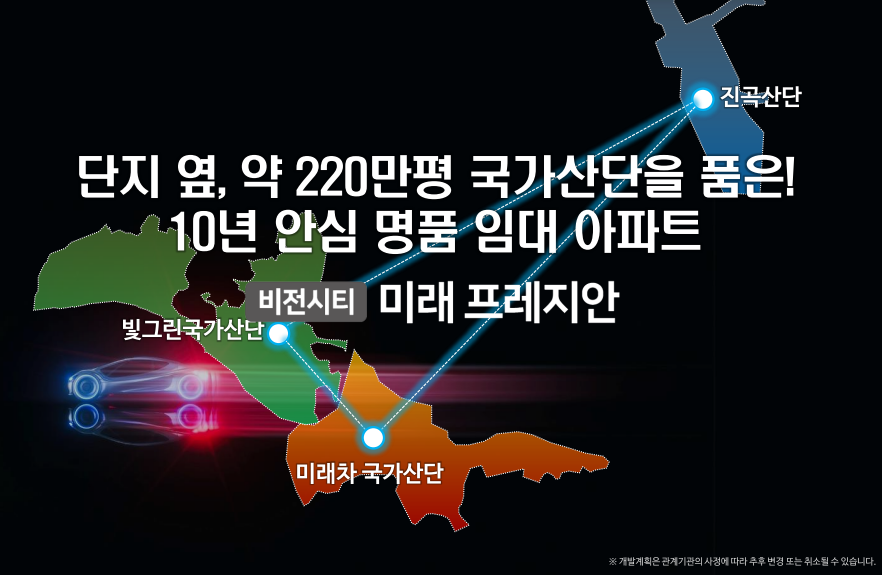 진곡산단
단지 옆, 약 220만평 국가산단을 품은!
10년 안심 명품 임대 아파트
비전시티 미래 프레지안
빛그린국가산단
미래차 국가산단
※ 개발계획은 관계기관의 사정에 따라 추후 변경 또는 취소될 수 있습니다.